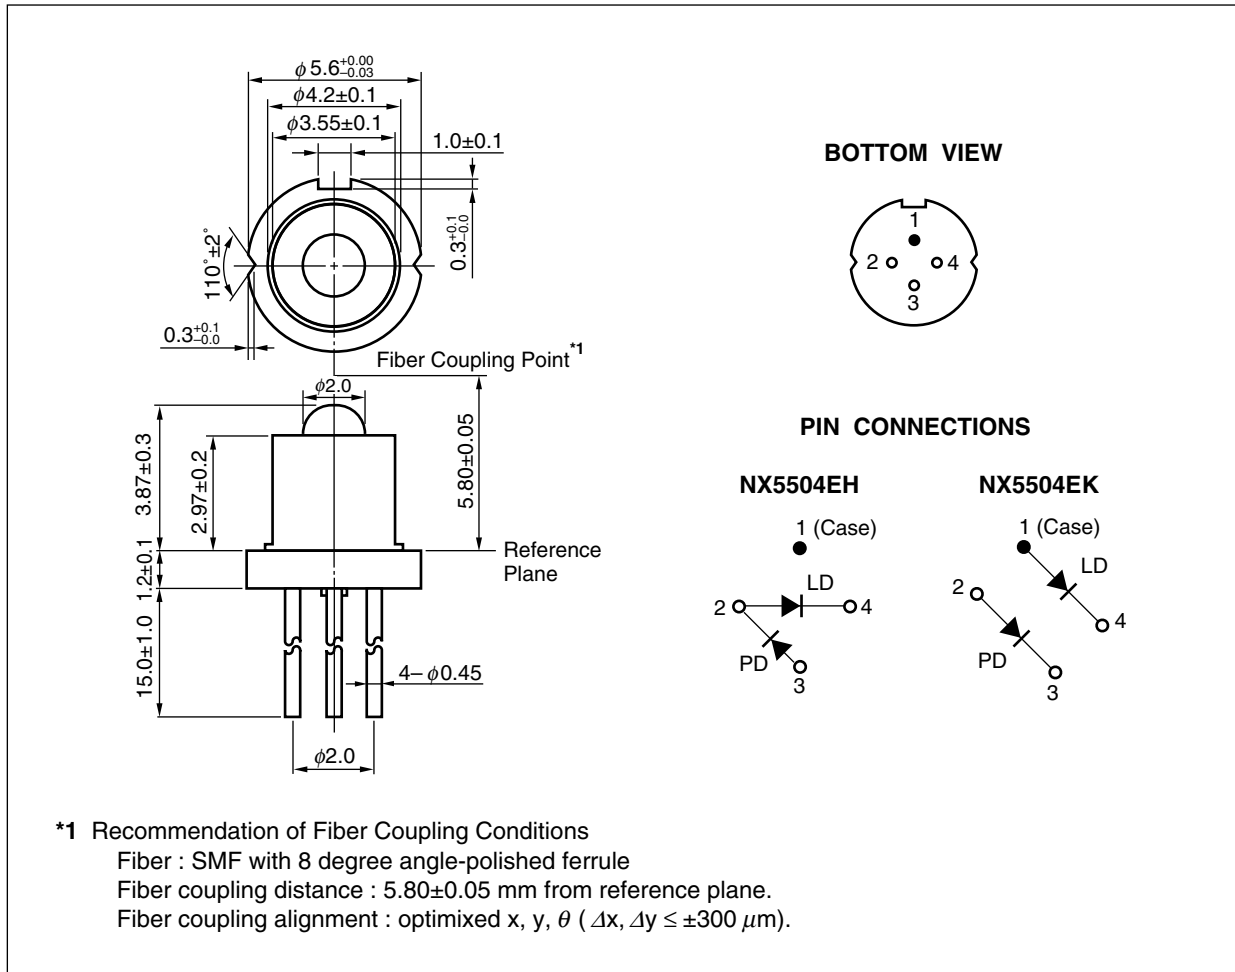 ϕ5.6+0.00 −0.03
ϕ4.2±0.1
ϕ3.55±0.1
1.0±0.1
0.3+0.1 −0.0
110°±2°
0.3+0.1 −0.0
Fiber Coupling Point*1
ϕ2.0
3.87±0.3
2.97±0.2
5.80±0.05
1.2±0.1
Reference
Plane
15.0±1.0
4–ϕ0.45
ϕ2.0
BOTTOM VIEW
1
2
4
3
PIN CONNECTIONS
NX5504EH
1 (Case)
LD
2
4
PD
3
NX5504EK
1 (Case)
LD
2
4
PD
3
*1 Recommendation of Fiber Coupling Conditions
Fiber : SMF with 8 degree angle-polished ferrule
Fiber coupling distance : 5.80±0.05 mm from reference plane.
Fiber coupling alignment : optimixed x, y, θ ( Δx, Δy ≤ ±300 μm).